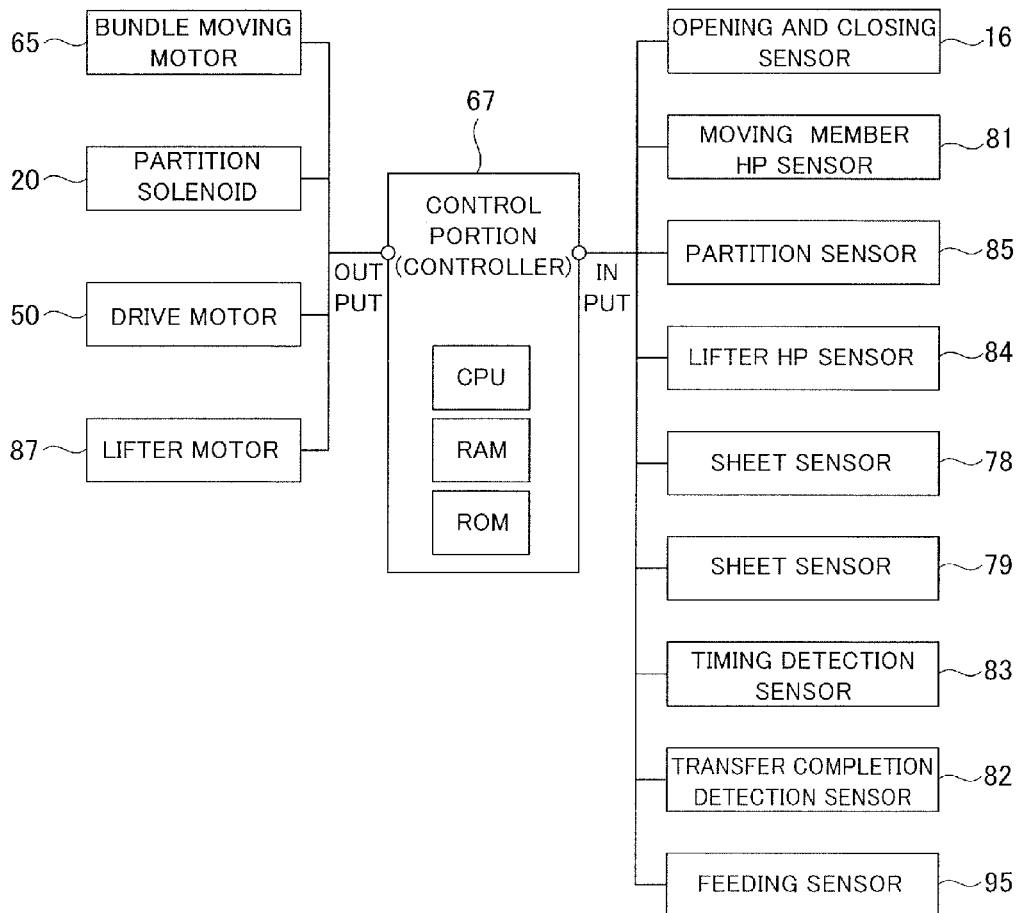 65
BUNDLE MOVING
MOTOR
20
PARTITION
SOLENOID
50
DRIVE MOTOR
87
LIFTER MOTOR
OUT
PUT
67
CONTROL
PORTION
(CONTROLLER)
CPU
RAM
ROM
IN
PUT
OPENING AND CLOSING
SENSOR
16
MOVING MEMBER
HP SENSOR
81
PARTITION SENSOR
85
LIFTER HP SENSOR
84
SHEET SENSOR
78
SHEET SENSOR
79
TIMING DETECTION
SENSOR
83
TRANSFER COMPLETION
DETECTION SENSOR
82
FEEDING SENSOR
95